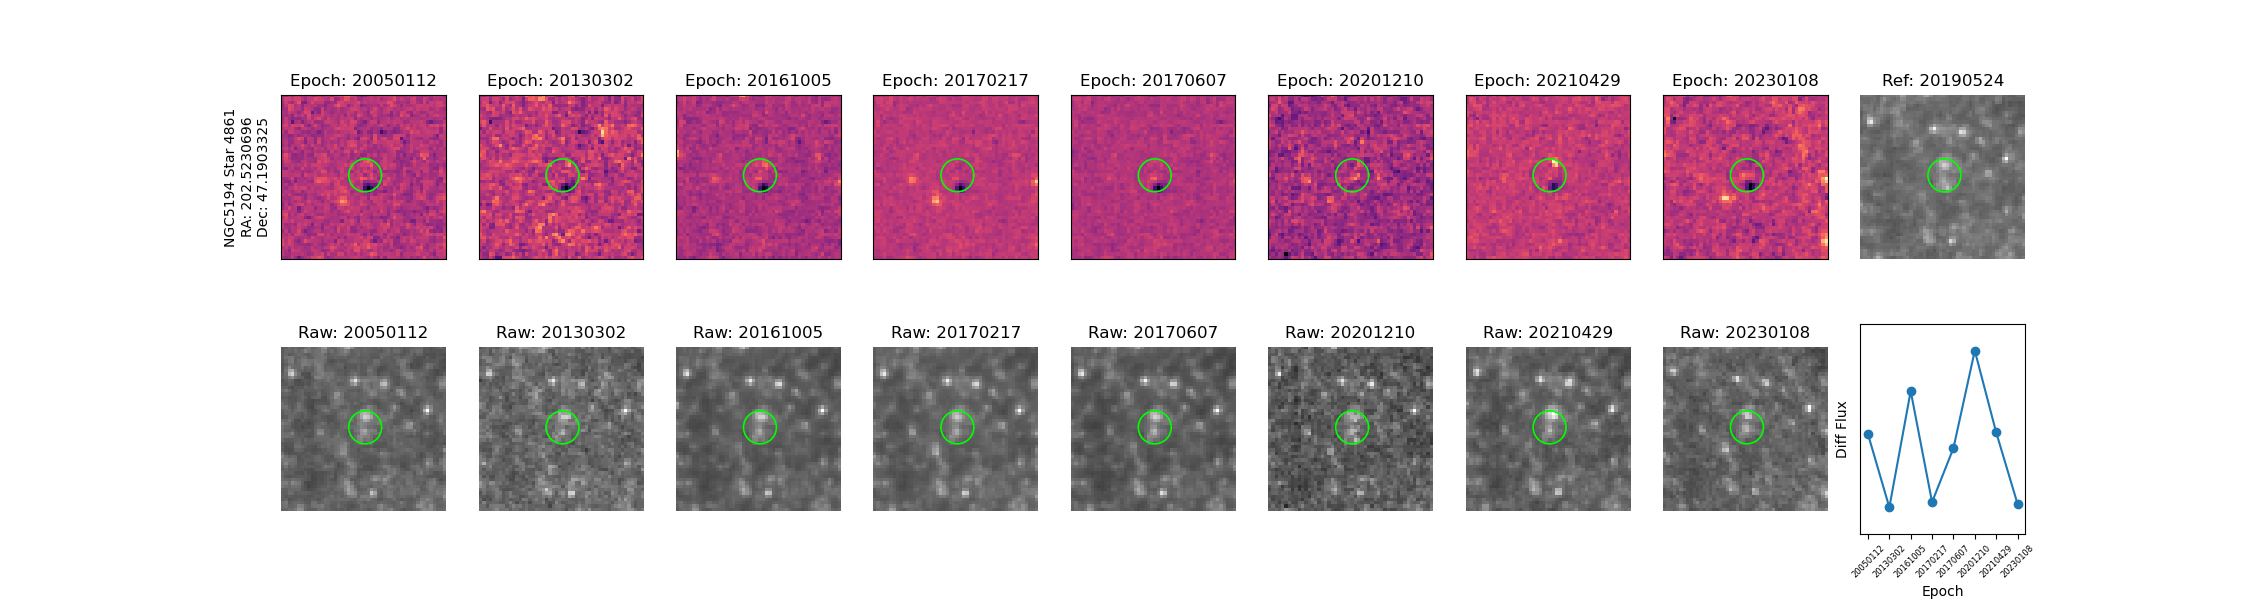 NGC5194 Star 4861
RA: 202.5230696
Dec: 47.1903325
Epoch: 20050112
Epoch: 20130302
Epoch: 20161005
Epoch: 20170217
Epoch: 20170607
Epoch: 20201210
Epoch: 20210429
Epoch: 20230108
Ref: 20190524
Raw: 20050112
Raw: 20130302
Raw: 20161005
Raw: 20170217
Raw: 20170607
Raw: 20201210
Raw: 20210429
Raw: 20230108
Diff Flux
20050112
20130302
20161005
20170217
20170607
20201210
20210429
20230108
Epoch